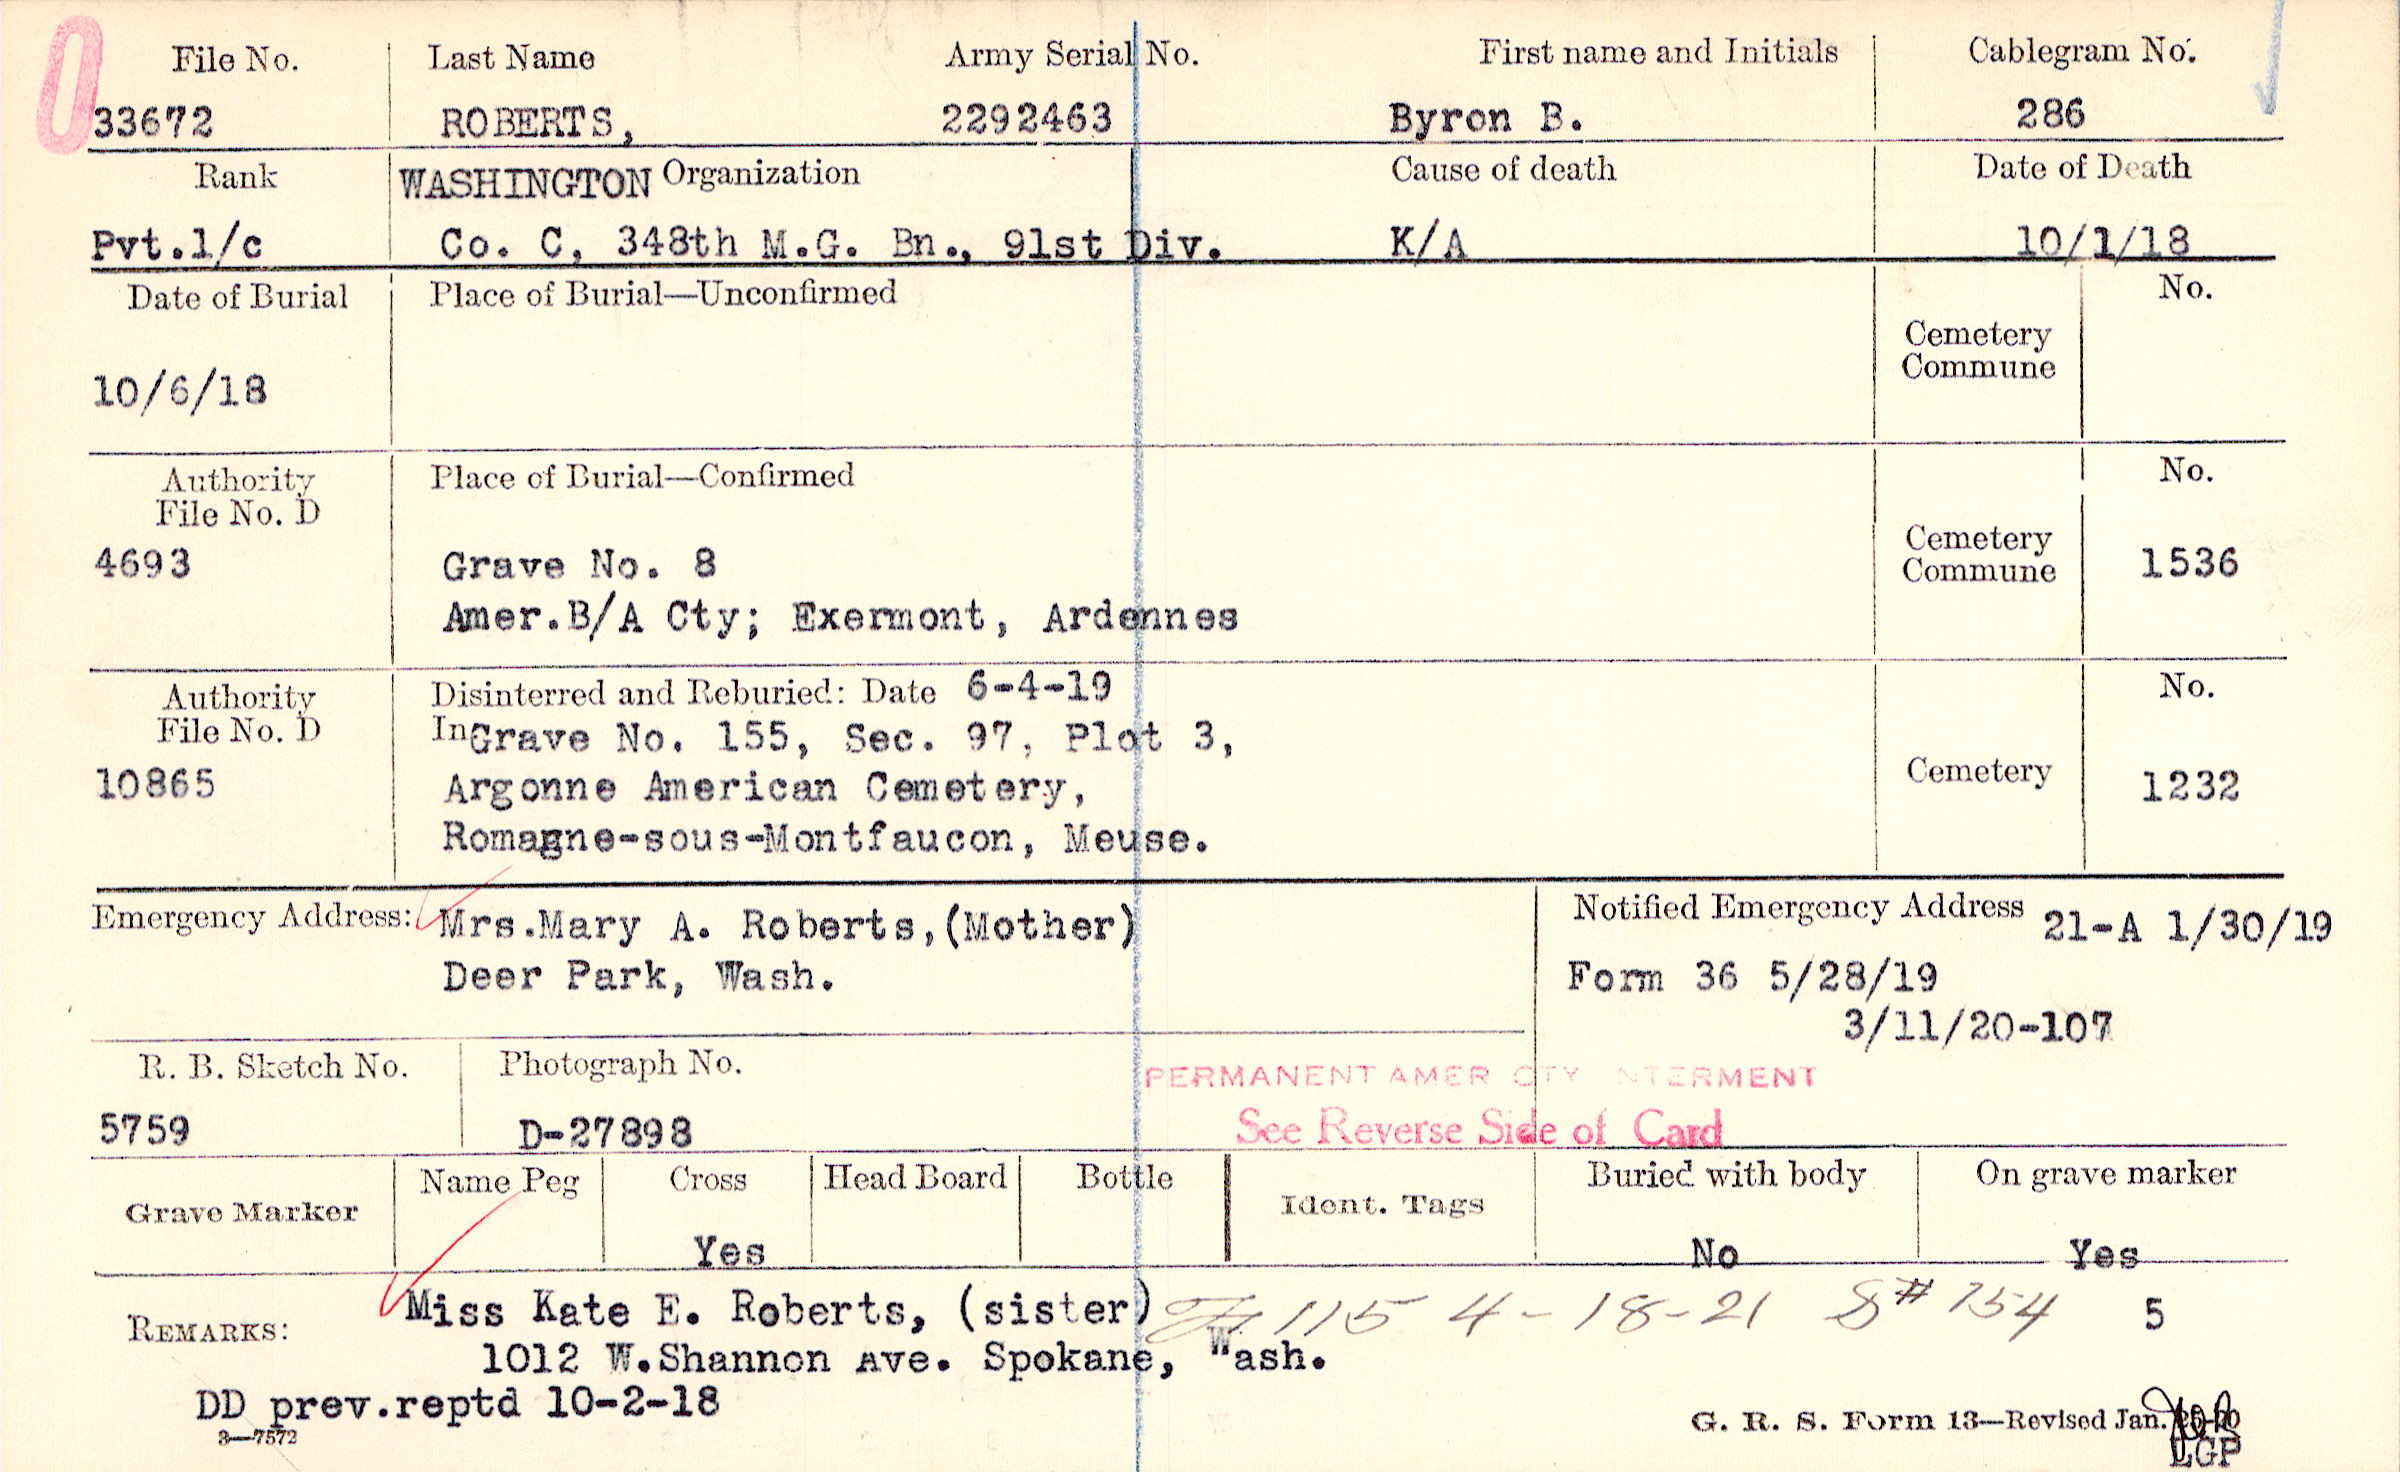 File No. Last Name Army Serial No. First name and Initials Cablegram No.
33672 ROBERTS, 2292463 Byron B. 286
Rank WASHINGTON Organization Cause of death Date of Death
Pvt.1/c Co. C, 348th M.G. Bn., 91st Div. K/A 10/1/18
Date of Burial Place of Burial—Unconfirmed No.
Cemetery
Commune
10/6/18
Authority Place of Burial—Confirmed No.
File No. D
Cemetery
4693 Grave No. 8 Commune 1536
Amer.B/A Cty; Exermont, Ardennes
Authority Disinterred and Reburied: Date 6-4-19 No.
File No. D In Grave No. 155, Sec. 97, Plot 3,
10865 Argonne American Cemetery, Cemetery 1232
Romagne-sous-Montfaucon, Meuse.
Emergency Address: Mrs.Mary A. Roberts,(Mother) Notified Emergency Address 21-A 1/30/19
Deer Park, Wash. Form 36 5/28/19
3/11/20-107
R. B. Sketch No. Photograph No. PERMANENT AMER CTY INTERMENT
5759 D-27898 See Reverse Side of Card
Grave Marker Name Peg Cross Head Board Bottle Ident. Tags Buried with body On grave marker
Yes No Yes
REMARKS: Miss Kate E. Roberts, (sister) 115 4-18-21 S# 754 5
1012 W.Shannon Ave. Spokane, Wash.
DD prev.reptd 10-2-18
3—7572 G. R. S. Form 13—Revised Jan.
LGP